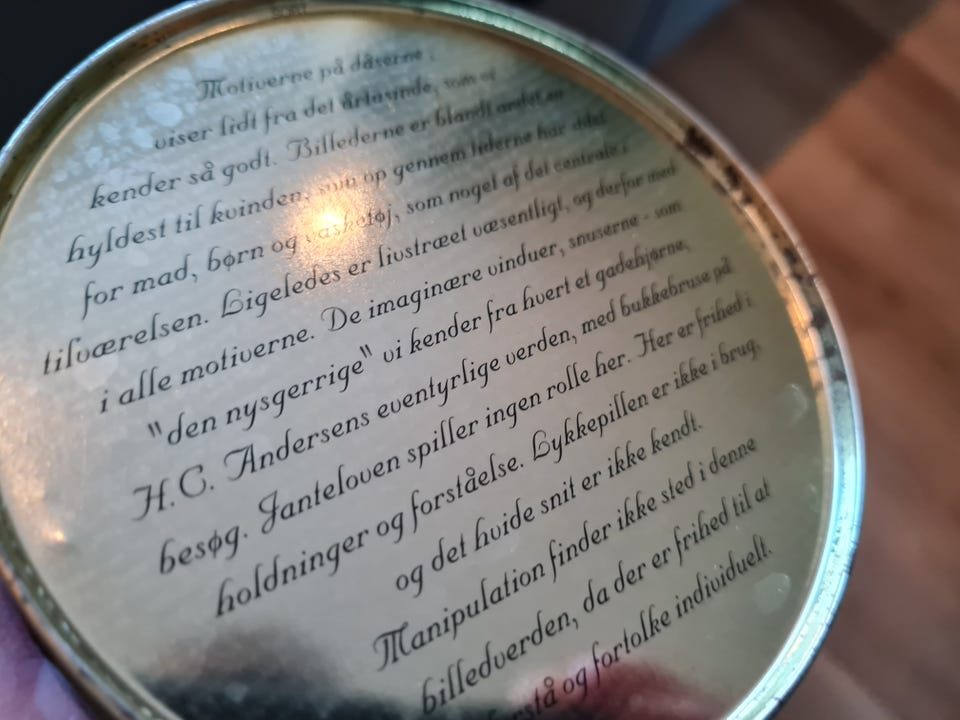 Motiverne på dåserne
viser lidt fra det årtusinde, som vi
kender så godt. Billederne er blandt andet en
hyldest til kvinden, som op gennem tiderne har stået
for mad, børn og vasketøj, som noget af det centrale i
tilværelsen. Ligeledes er livstræet væsentligt, og derfor med
i alle motiverne. De imaginære vinduer, snuserne - som
"den nysgerrige" vi kender fra hvert et gadehjørne,
H.C. Andersens eventyrlige verden, med bukkebruse på
besøg. Janteloven spiller ingen rolle her. Her er frihed i
holdninger og forståelse. Lykkepillen er ikke i brug,
og det hvide snit er ikke kendt.
Manipulation finder ikke sted i denne
billedverden, da der er frihed til at
og fortolke individuelt.